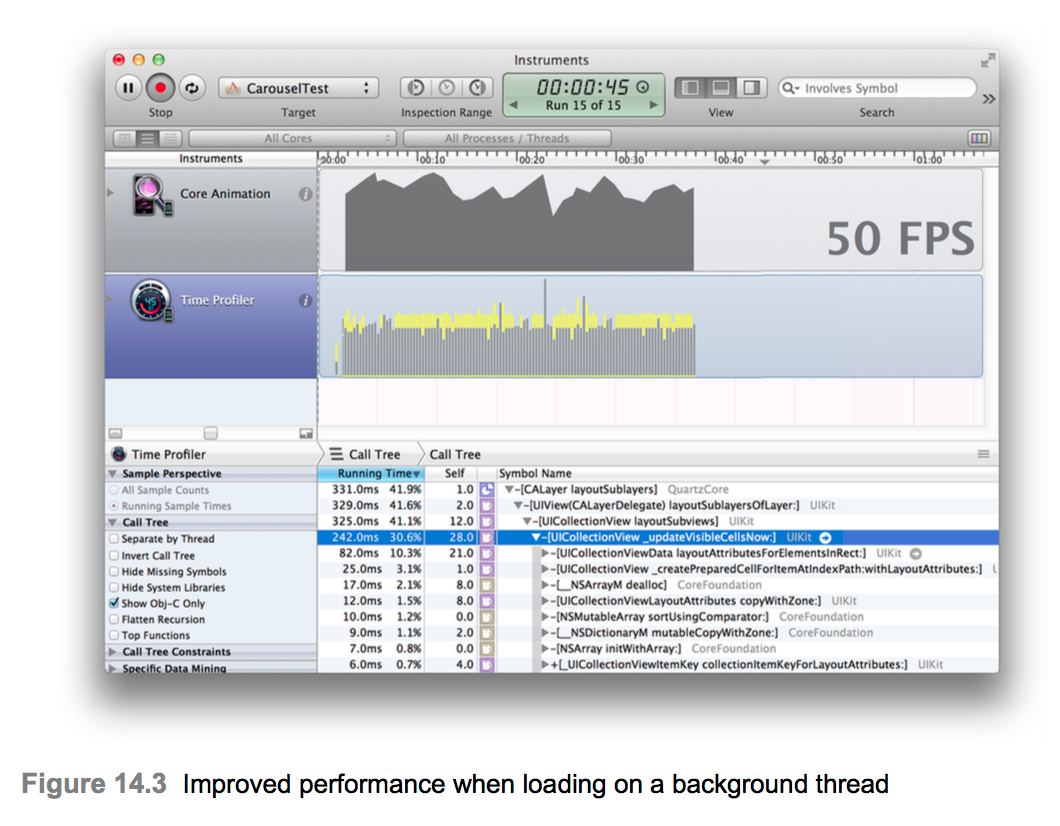 Instruments
CarouselTest
00:00:45
Run 15 of 15
Involves Symbol
Stop
Target
Inspection Range
View
Search
All Cores
All Processes / Threads
Instruments
00:00
00:10
00:20
00:30
00:40
00:50
01:00
Core Animation
50 FPS
Time Profiler
Time Profiler
Call Tree
Call Tree
Sample Perspective
All Sample Counts
Running Sample Times
Call Tree
Separate by Thread
Invert Call Tree
Hide Missing Symbols
Hide System Libraries
Show Obj-C Only
Flatten Recursion
Top Functions
Call Tree Constraints
Specific Data Mining
Running Time Self Symbol Name
331.0ms 41.9% 1.0 -[CALayer layoutSublayers] QuartzCore
329.0ms 41.6% 2.0 -[UIView(CALayerDelegate) layoutSublayersOfLayer:] UIKit
325.0ms 41.1% 12.0 -[UICollectionView layoutSubviews] UIKit
242.0ms 30.6% 28.0 -[UICollectionView _updateVisibleCellsNow:] UIKit
82.0ms 10.3% 21.0 -[UICollectionViewData layoutAttributesForElementsInRect:] UIKit
25.0ms 3.1% 1.0 -[UICollectionView _createPreparedCellForItemAtIndexPath:withLayoutAttributes:]
17.0ms 2.1% 8.0 -[__NSArrayM dealloc] CoreFoundation
12.0ms 1.5% 8.0 -[UICollectionViewLayoutAttributes copyWithZone:] UIKit
10.0ms 1.2% 0.0 -[NSMutableArray sortUsingComparator:] CoreFoundation
9.0ms 1.1% 2.0 -[__NSDictionaryM mutableCopyWithZone:] CoreFoundation
7.0ms 0.8% 0.0 -[NSArray initWithArray:] CoreFoundation
6.0ms 0.7% 4.0 +[_UICollectionViewItemKey collectionItemKeyForLayoutAttributes:] UIKit
Figure 14.3 Improved performance when loading on a background thread